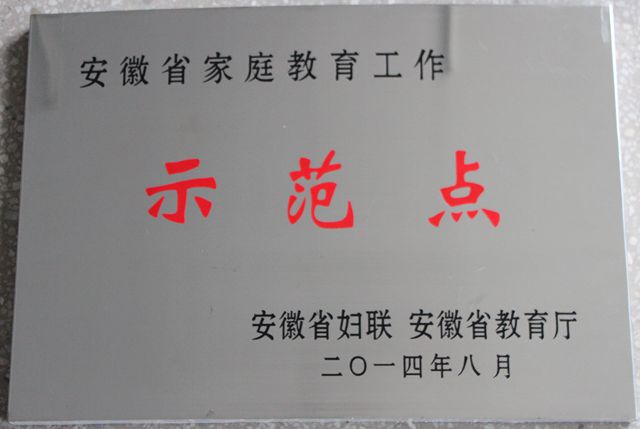 安徽省家庭教育工作
示范点
安徽省妇联 安徽省教育厅
二〇一四年八月